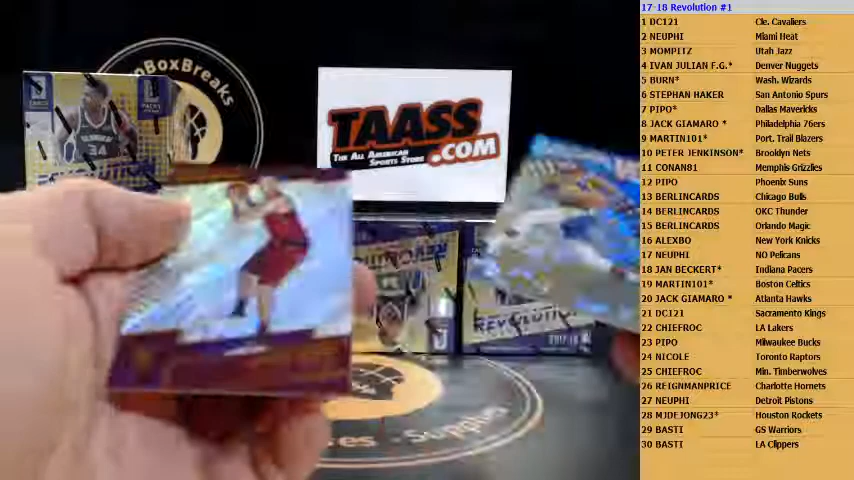 17-18 Revolution #1
1 DC121 Cle. Cavaliers
2 NEUPHI Miami Heat
3 MOMPITZ Utah Jazz
4 IVAN JULIAN F.G.* Denver Nuggets
5 BURN* Wash. Wizards
6 STEPHAN HAKER San Antonio Spurs
7 PIPO* Dallas Mavericks
8 JACK GIAMARO * Philadelphia 76ers
9 MARTIN101* Port. Trail Blazers
10 PETER JENKINSON* Brooklyn Nets
11 CONAN81 Memphis Grizzlies
12 PIPO Phoenix Suns
13 BERLINCARDS Chicago Bulls
14 BERLINCARDS OKC Thunder
15 BERLINCARDS Orlando Magic
16 ALEXBO New York Knicks
17 NEUPHI NO Pelicans
18 JAN BECKERT* Indiana Pacers
19 MARTIN101* Boston Celtics
20 JACK GIAMARO * Atlanta Hawks
21 DC121 Sacramento Kings
22 CHIEFROC LA Lakers
23 PIPO Milwaukee Bucks
24 NICOLE Toronto Raptors
25 CHIEFROC Min. Timberwolves
26 REIGNMANPRICE Charlotte Hornets
27 NEUPHI Detroit Pistons
28 MJDEJONG23* Houston Rockets
29 BASTI GS Warriors
30 BASTI LA Clippers
BoxBreaks
TAASS
THE ALL AMERICAN
SPORTS STORE
.COM
34
REVOLUTION
REVOLUTION
REVOLUTION